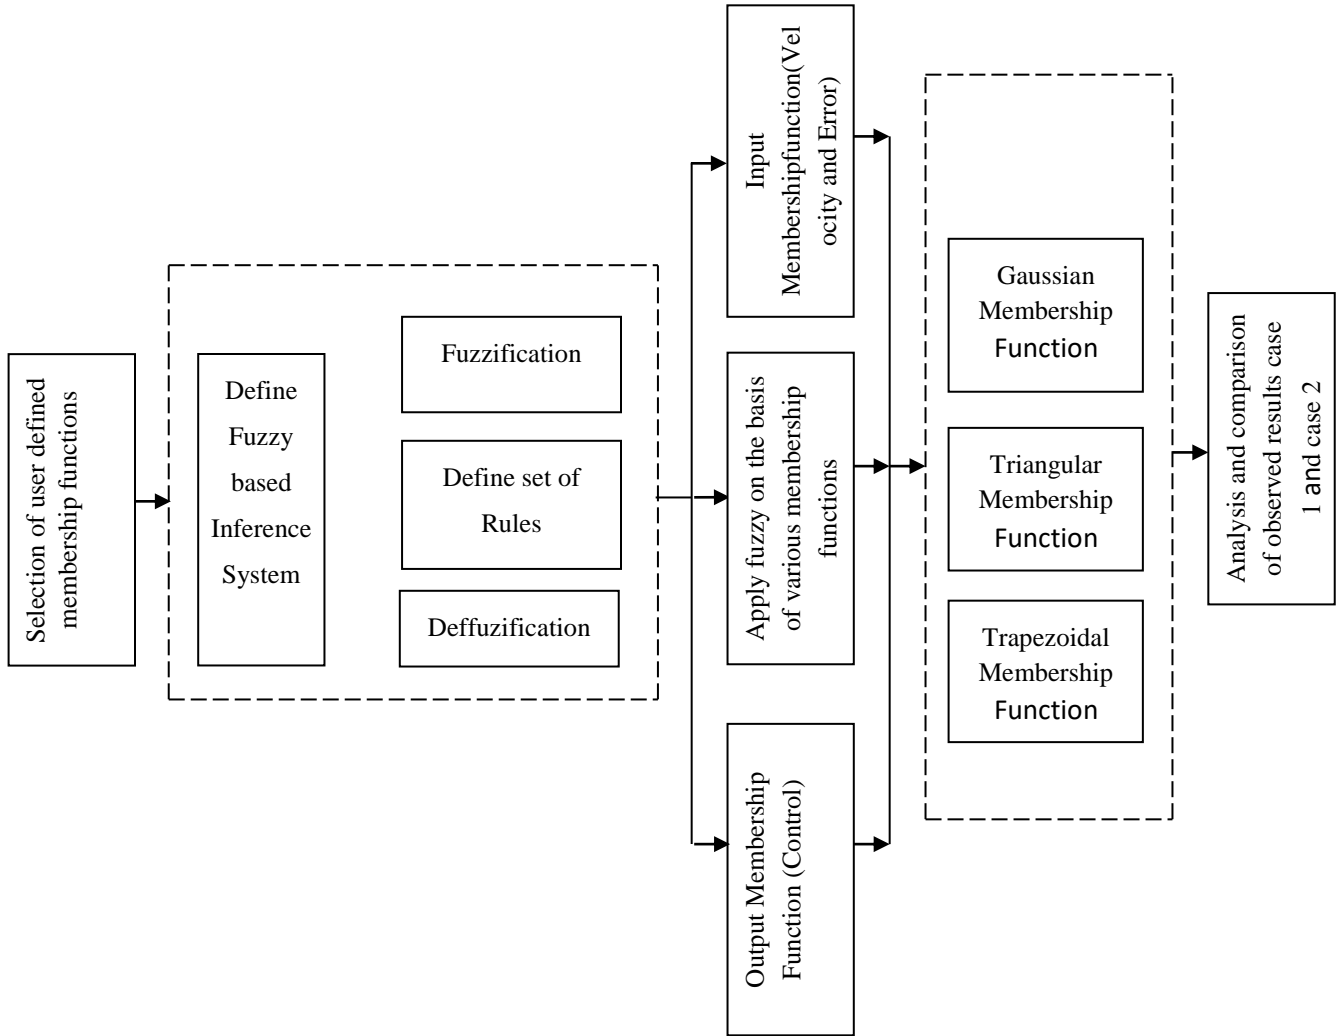 Selection of user defined
membership functions
Define
Fuzzy
based
Inference
System
Fuzzification
Define set of
Rules
Deffuzification
Input
Membershipfunction(Vel
ocity and Error)
Apply fuzzy on the basis
of various membership
functions
Output Membership
Function (Control)
Gaussian
Membership
Function
Triangular
Membership
Function
Trapezoidal
Membership
Function
Analysis and comparison
of observed results case
1 and case 2